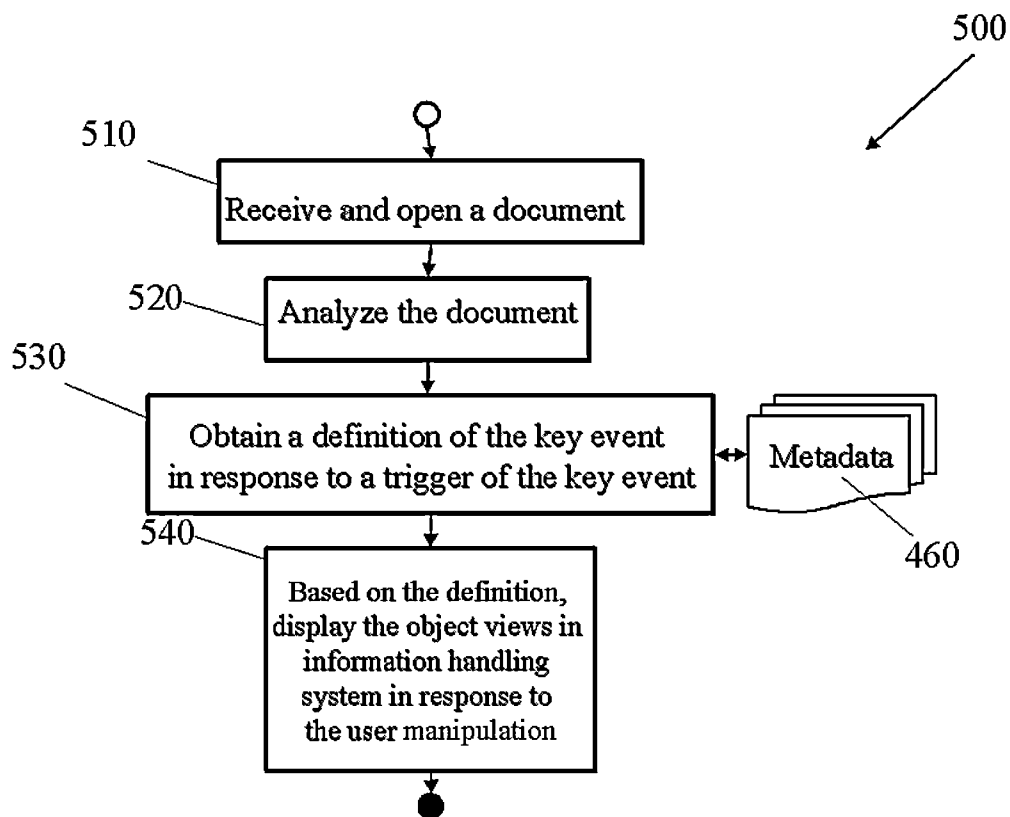 500
510
Receive and open a document
520
Analyze the document
530
Obtain a definition of the key event
in response to a trigger of the key event
Metadata
460
540
Based on the definition,
display the object views in
information handling
system in response to
the user manipulation